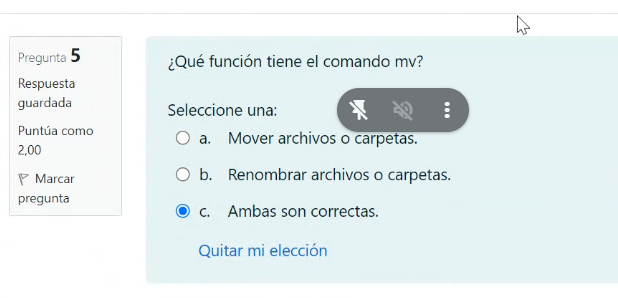 Pregunta 5
Respuesta
guardada
Puntúa como
2,00
Marcar
pregunta
¿Qué función tiene el comando mv?
Seleccione una:
a. Mover archivos o carpetas.
b. Renombrar archivos o carpetas.
c. Ambas son correctas.
Quitar mi elección